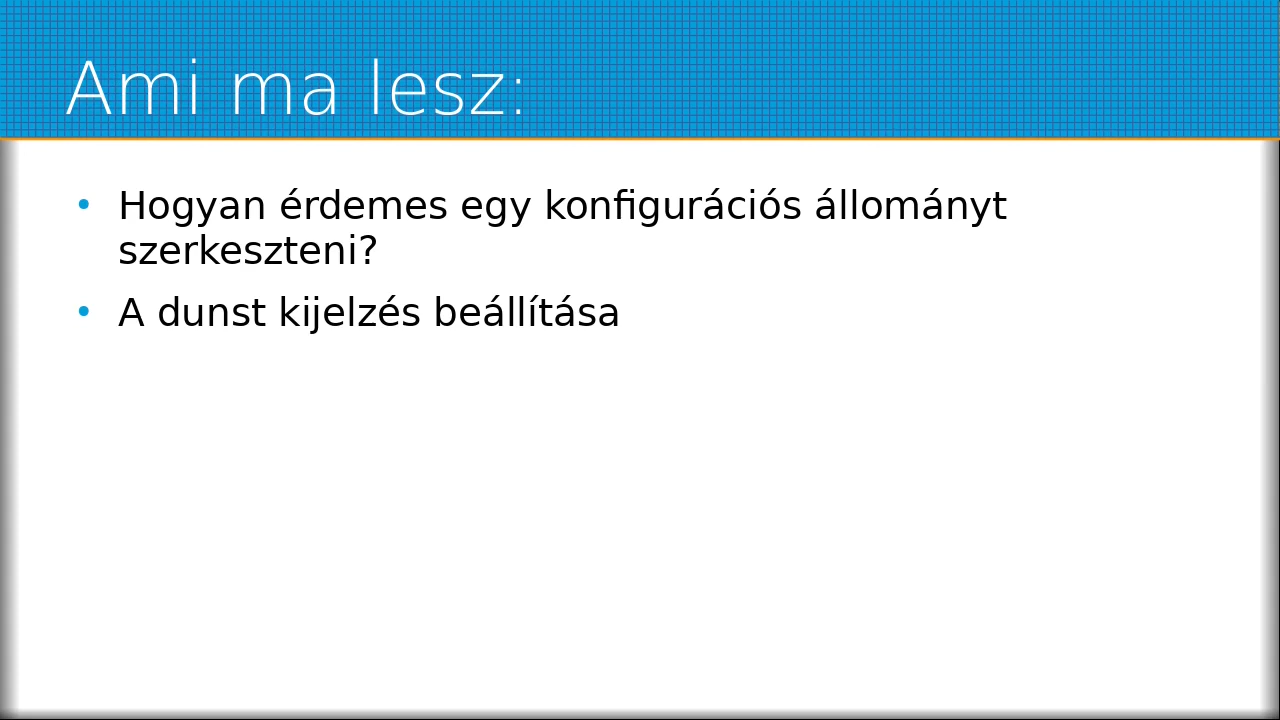 Ami ma lesz:
Hogyan érdemes egy konfigurációs állományt
szerkeszteni?
A dunst kijelzés beállítása